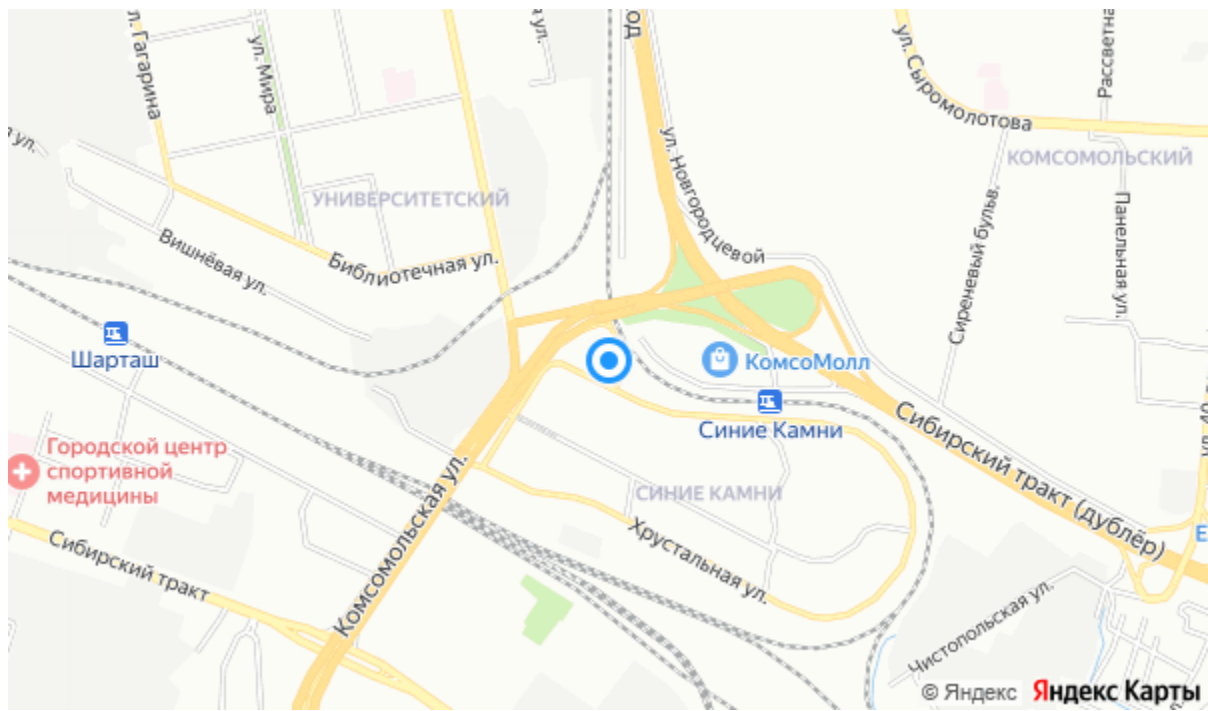 ул. Гагарина
ул. Мира
ул.
ул. Сыромолотова
Рассветная
КОМСОМОЛЬСКИЙ
ул.
ул. Новгородцевой
УНИВЕРСИТЕТСКИЙ
Панельная ул.
Сиреневый бульв.
Вишнёвая ул.
Библиотечная ул.
Шарташ
КомсоМолл
Синие Камни
Сибирский тракт (дублёр)
Городской центр
спортивной
медицины
СИНИЕ КАМНИ
Комсомольская ул.
Хрустальная ул.
Сибирский тракт
Чистопольская ул.
© Яндекс Яндекс Карты